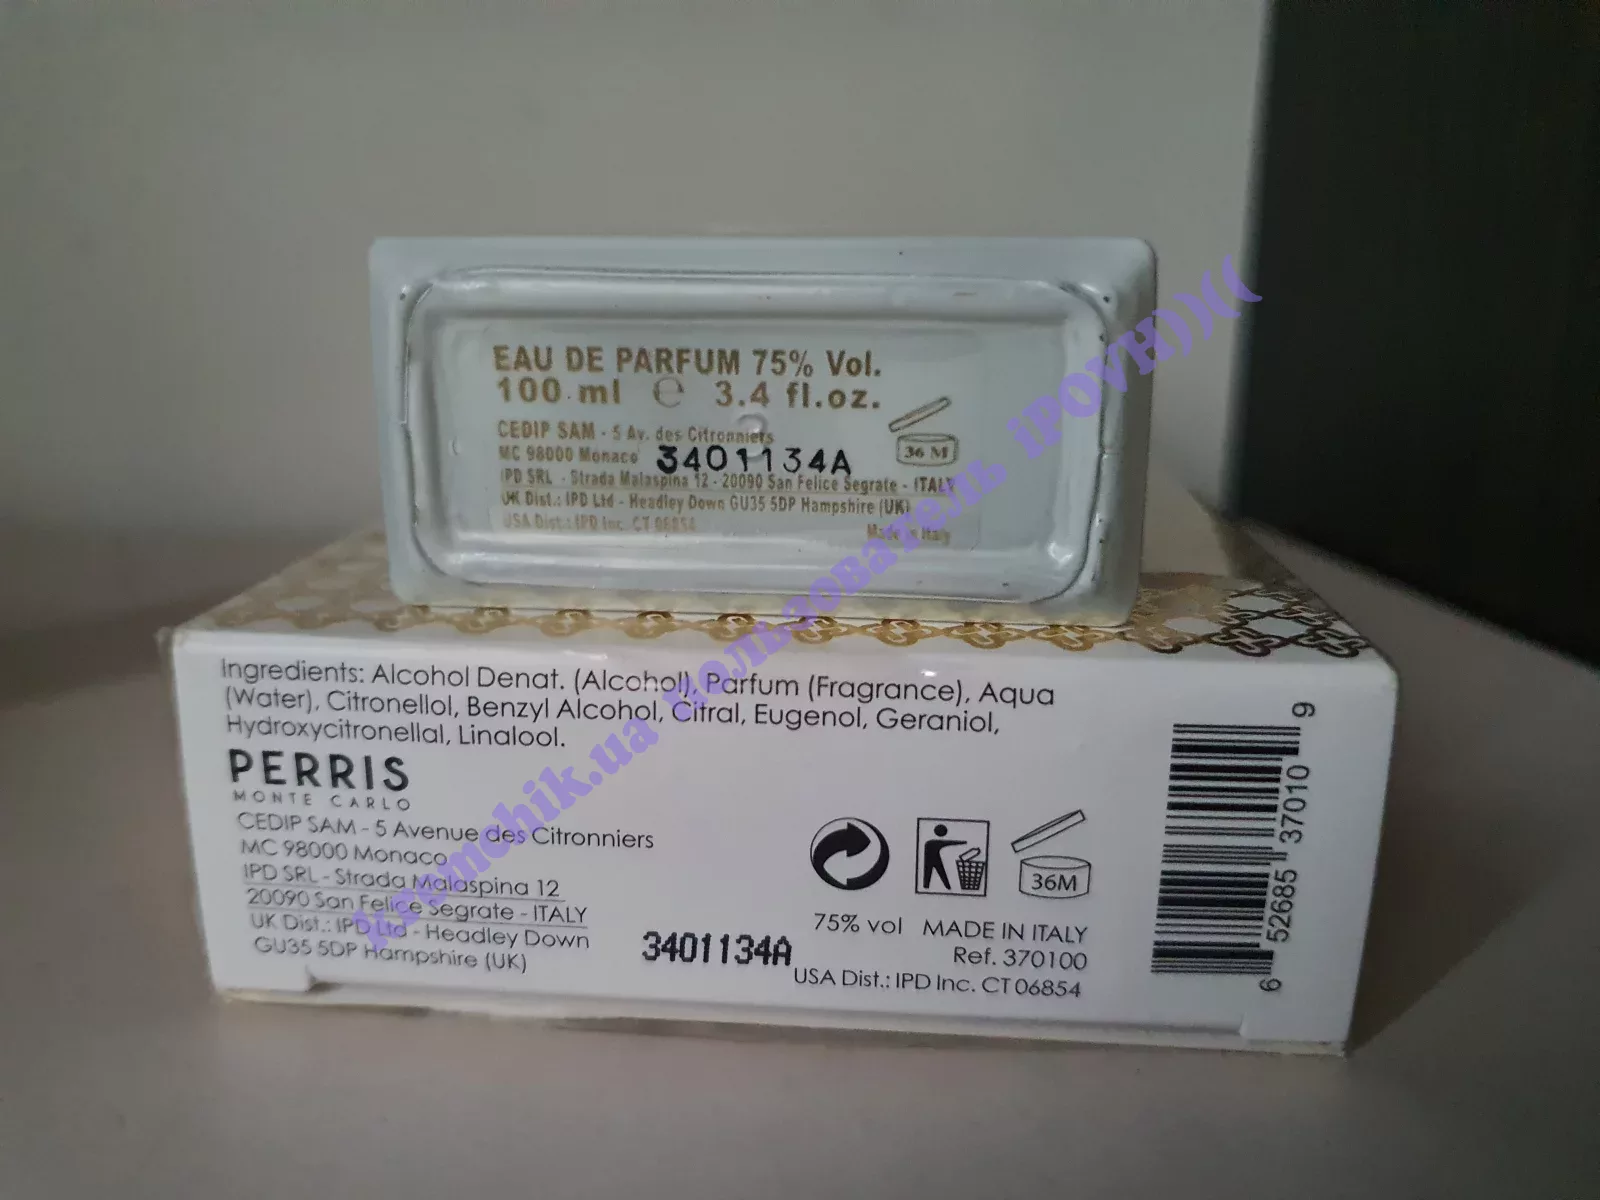 EAU DE PARFUM 75% Vol.
100 ml ℮ 3.4 fl.oz.
CEDIP SAM - 5 Av. des Citronniers
MC 98000 Monaco 3401134A
36 M
IPD SRL - Strada Malaspina 12 - 20090 San Felice Segrate - ITALY
UK Dist.: IPD Ltd - Headley Down GU35 5DP Hampshire (UK)
USA Dist.: IPD Inc. CT 06854
Made in Italy
Ingredients: Alcohol Denat. (Alcohol), Parfum (Fragrance), Aqua
(Water), Citronellol, Benzyl Alcohol, Citral, Eugenol, Geraniol,
Hydroxycitronellal, Linalool.
PERRIS
MONTE CARLO
CEDIP SAM - 5 Avenue des Citronniers
MC 98000 Monaco
IPD SRL - Strada Malaspina 12
20090 San Felice Segrate - ITALY
UK Dist.: IPD Ltd - Headley Down
GU35 5DP Hampshire (UK)
3401134A
36M
75% vol MADE IN ITALY
Ref. 370100
USA Dist.: IPD Inc. CT 06854
6 52685 37010 9
kosmohik.ua пользователь iPOVH))((